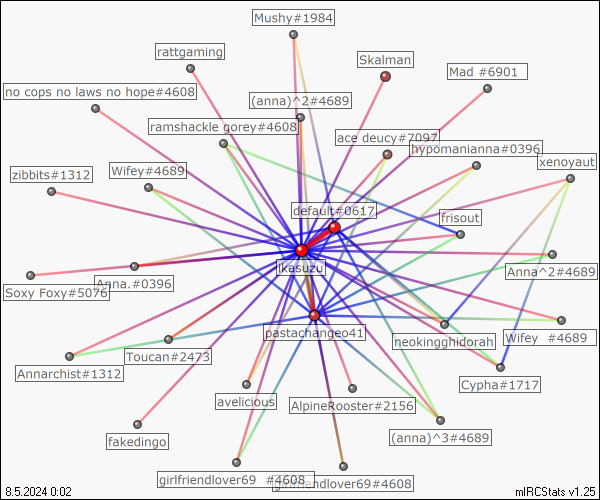 Mushy#1984
rattgaming
Skalman
Mad #6901
no cops no laws no hope#4608
(anna)^2#4689
ramshackle gorey#4608
ace deucy#7097
hypomanianna#0396
xenoyaut
zibbits#1312
Wifey#4689
default#0617
frisout
Anna^2#4689
ikasuzu
Anna.#0396
Soxy Foxy#5076
pastachangeo41
neokingghidorah
Wifey #4689
Toucan#2473
Annarchist#1312
Cypha#1717
avelicious
AlpineRooster#2156
fakedingo
(anna)^3#4689
girlfriendlover69 #4608
girlfriendlover69#4608
8.5.2024 0:02
mIRCStats v1.25